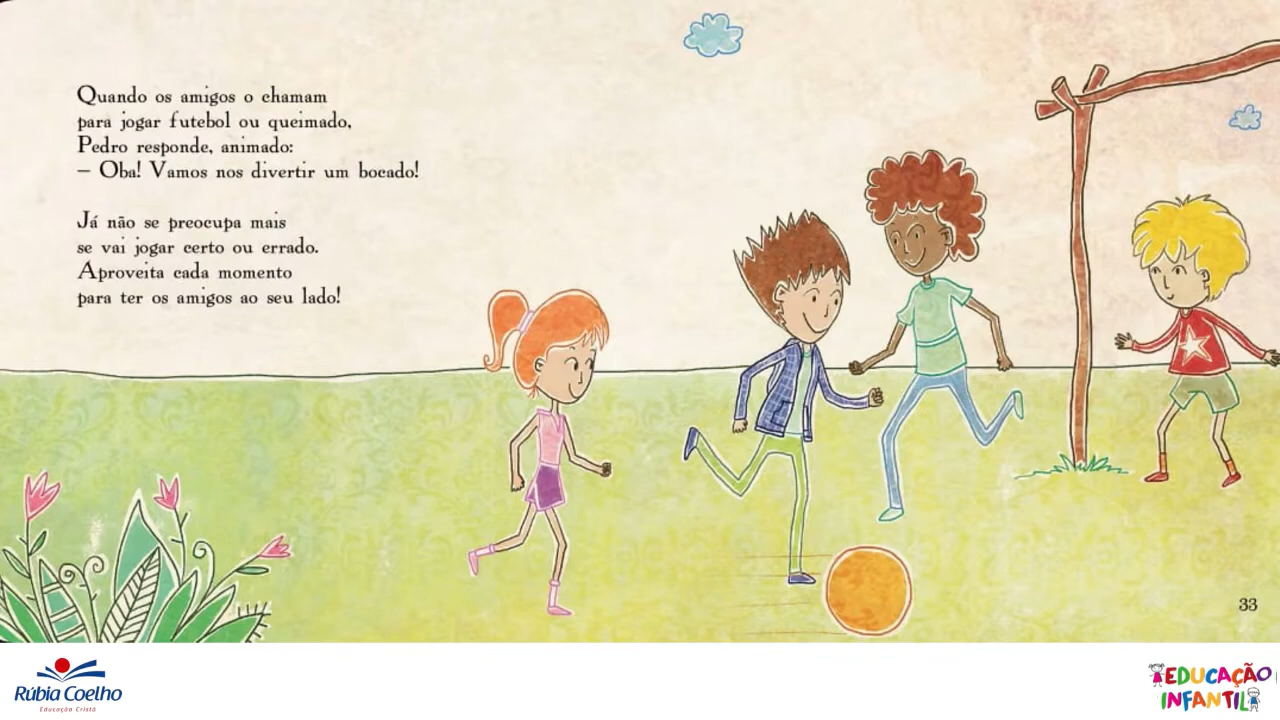 Quando os amigos o chamam
para jogar futebol ou queimado,
Pedro responde, animado:
– Oba! Vamos nos divertir um bocado!
Já não se preocupa mais
se vai jogar certo ou errado.
Aproveita cada momento
para ter os amigos ao seu lado!
33
Rúbia Coelho
Educação Cristã
EDUCAÇÃO
INFANTIL